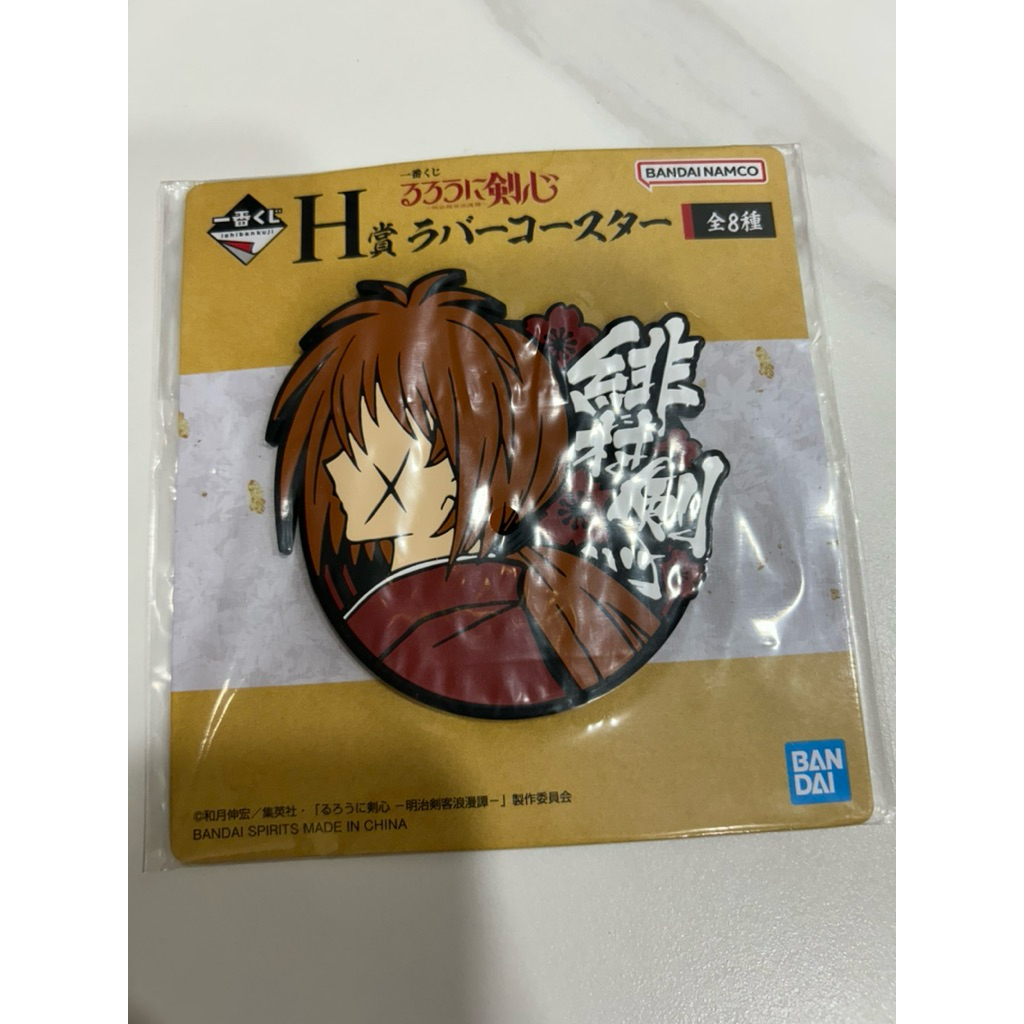 一番くじ
ichibankuji
一番くじ
るろうに剣心
H賞 ラバーコースター
全8種
BANDAI NAMCO
緋村剣心
BAN
DAI
©和月伸宏／集英社・「るろうに剣心 －明治剣客浪漫譚－」製作委員会
BANDAI SPIRITS MADE IN CHINA